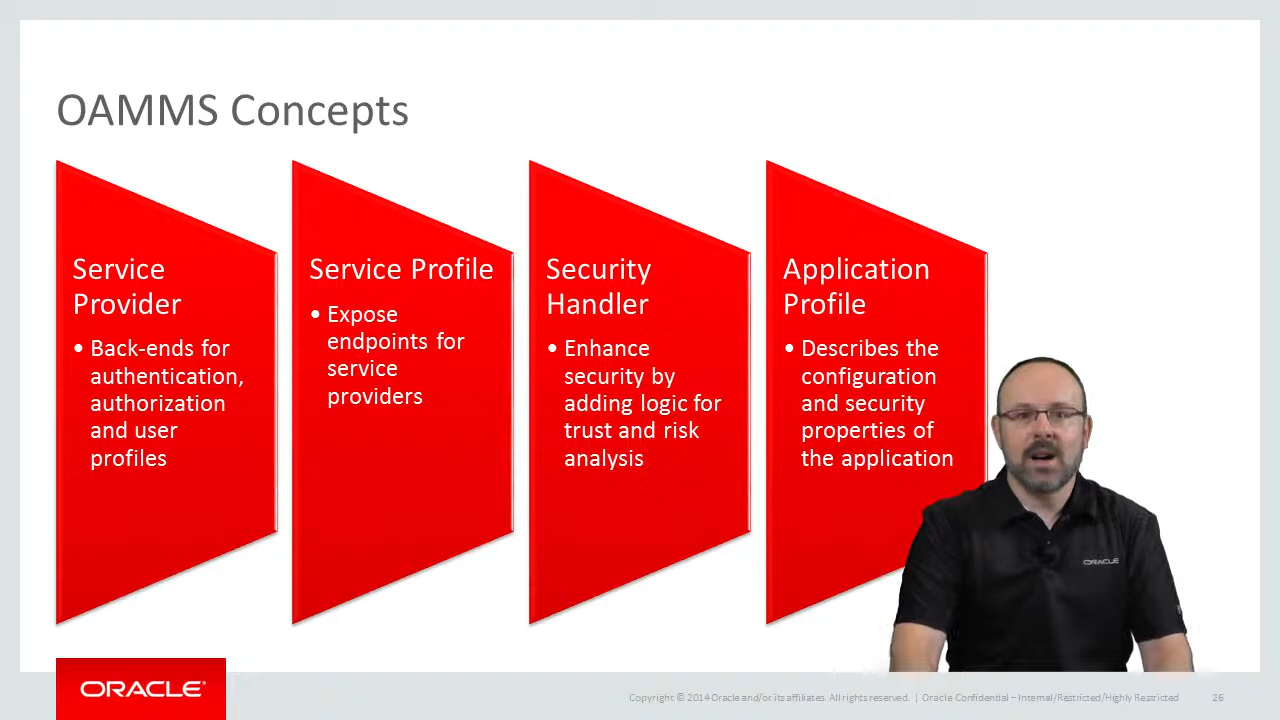 OAMMS Concepts
Service
Provider
• Back-ends for
authentication,
authorization
and user
profiles
Service Profile
• Expose
endpoints for
service
providers
Security
Handler
• Enhance
security by
adding logic for
trust and risk
analysis
Application
Profile
• Describes the
configuration
and security
properties of
the application
ORACLE
ORACLE®
Copyright © 2014 Oracle and/or its affiliates. All rights reserved. | Oracle Confidential – Internal/Restricted/Highly Restricted 26